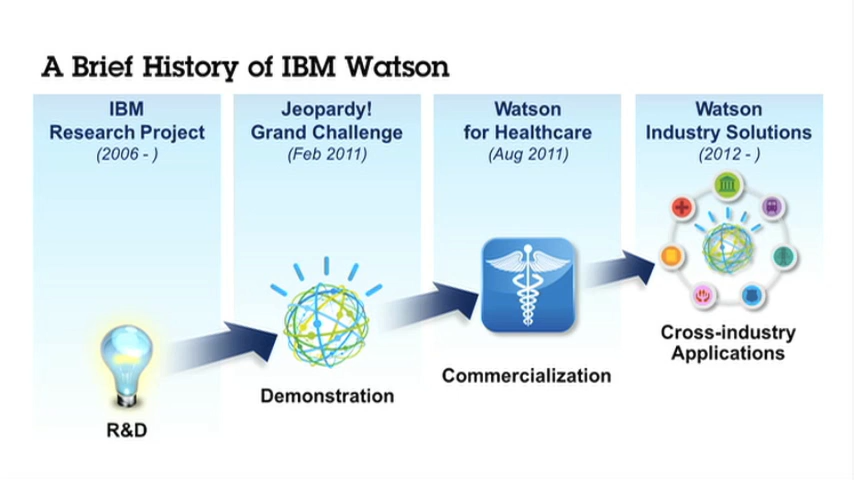 A Brief History of IBM Watson
IBM
Research Project
(2006 - )
Jeopardy!
Grand Challenge
(Feb 2011)
Watson
for Healthcare
(Aug 2011)
Watson
Industry Solutions
(2012 - )
R&D
Demonstration
Commercialization
Cross-industry
Applications